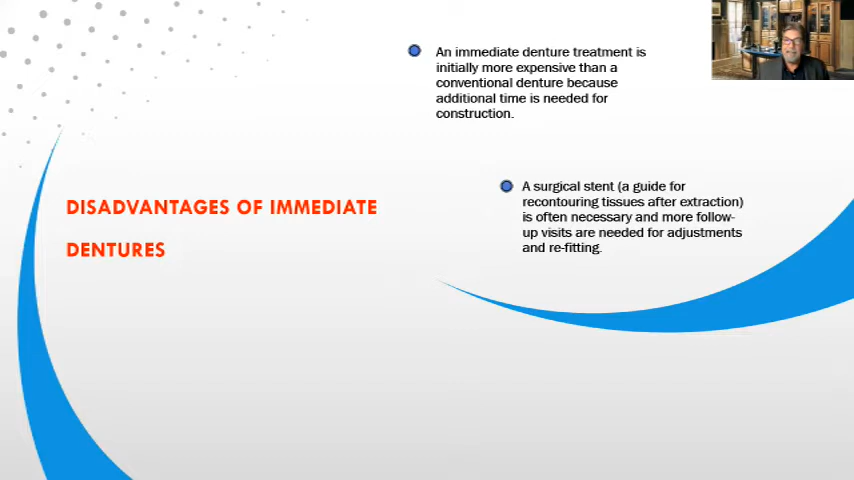 An immediate denture treatment is
initially more expensive than a
conventional denture because
additional time is needed for
construction.
A surgical stent (a guide for
recontouring tissues after extraction)
is often necessary and more follow-
up visits are needed for adjustments
and re-fitting.
DISADVANTAGES OF IMMEDIATE
DENTURES